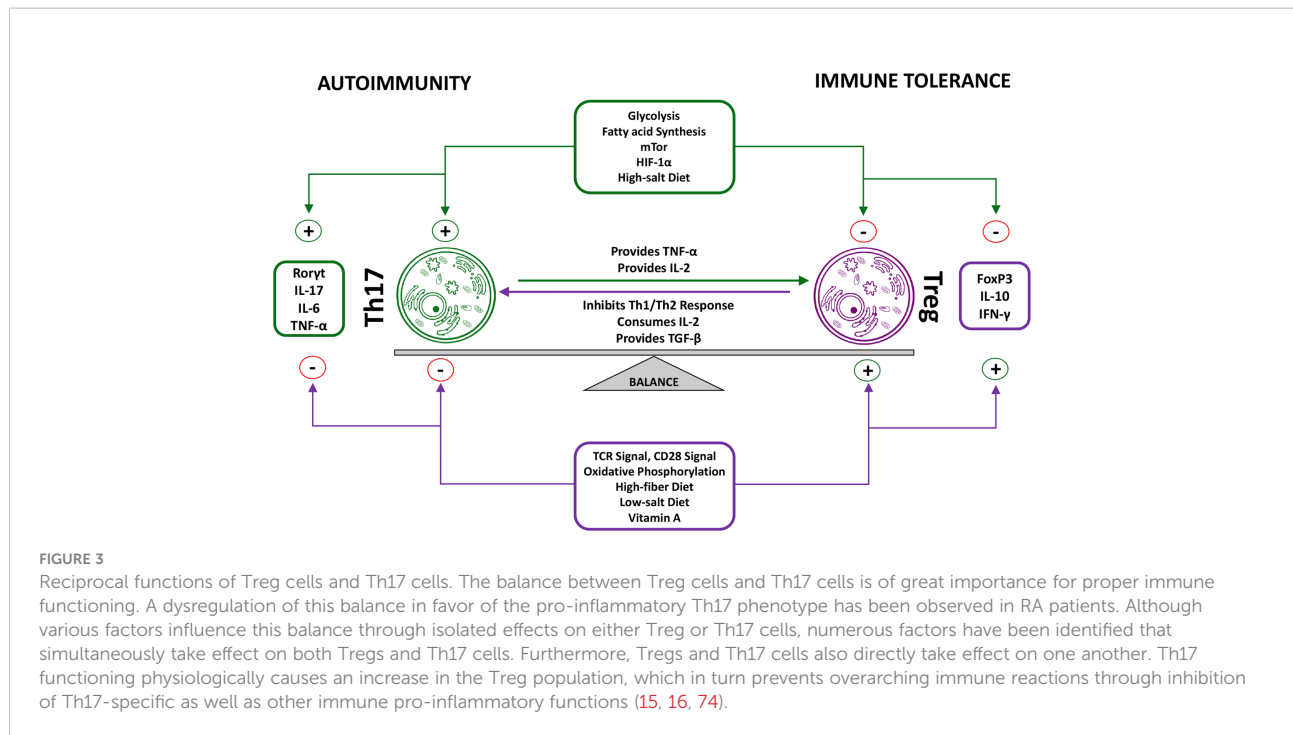 AUTOIMMUNITY
IMMUNE TOLERANCE
Glycolysis
Fatty acid Synthesis
mTor
HIF-1α
High-salt Diet
+
+
-
-
Rorγt
IL-17
IL-6
TNF-α
Th17
Provides TNF-α
Provides IL-2
Inhibits Th1/Th2 Response
Consumes IL-2
Provides TGF-β
Treg
FoxP3
IL-10
IFN-γ
-
-
+
+
BALANCE
TCR Signal, CD28 Signal
Oxidative Phosphorylation
High-fiber Diet
Low-salt Diet
Vitamin A
FIGURE 3
Reciprocal functions of Treg cells and Th17 cells. The balance between Treg cells and Th17 cells is of great importance for proper immune
functioning. A dysregulation of this balance in favor of the pro-inflammatory Th17 phenotype has been observed in RA patients. Although
various factors influence this balance through isolated effects on either Treg or Th17 cells, numerous factors have been identified that
simultaneously take effect on both Tregs and Th17 cells. Furthermore, Tregs and Th17 cells also directly take effect on one another. Th17
functioning physiologically causes an increase in the Treg population, which in turn prevents overarching immune reactions through inhibition
of Th17-specific as well as other immune pro-inflammatory functions (15, 16, 74).